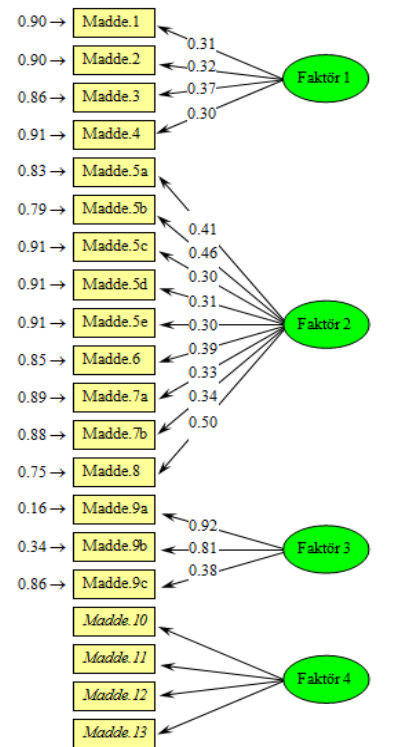 0.90→ Madde.1
0.31
0.90→ Madde.2
0.32
Faktör 1
0.86→ Madde.3
0.37
0.91→ Madde.4
0.30
0.83→ Madde.5a
0.41
0.79→ Madde.5b
0.46
0.91→ Madde.5c
0.30
0.91→ Madde.5d
0.31
0.91→ Madde.5e
0.30
Faktör 2
0.85→ Madde.6
0.39
0.89→ Madde.7a
0.33
0.88→ Madde.7b
0.34
0.75→ Madde.8
0.50
0.16→ Madde.9a
0.92
0.34→ Madde.9b
0.81
Faktör 3
0.86→ Madde.9c
0.38
Madde.10
Madde.11
Faktör 4
Madde.12
Madde.13